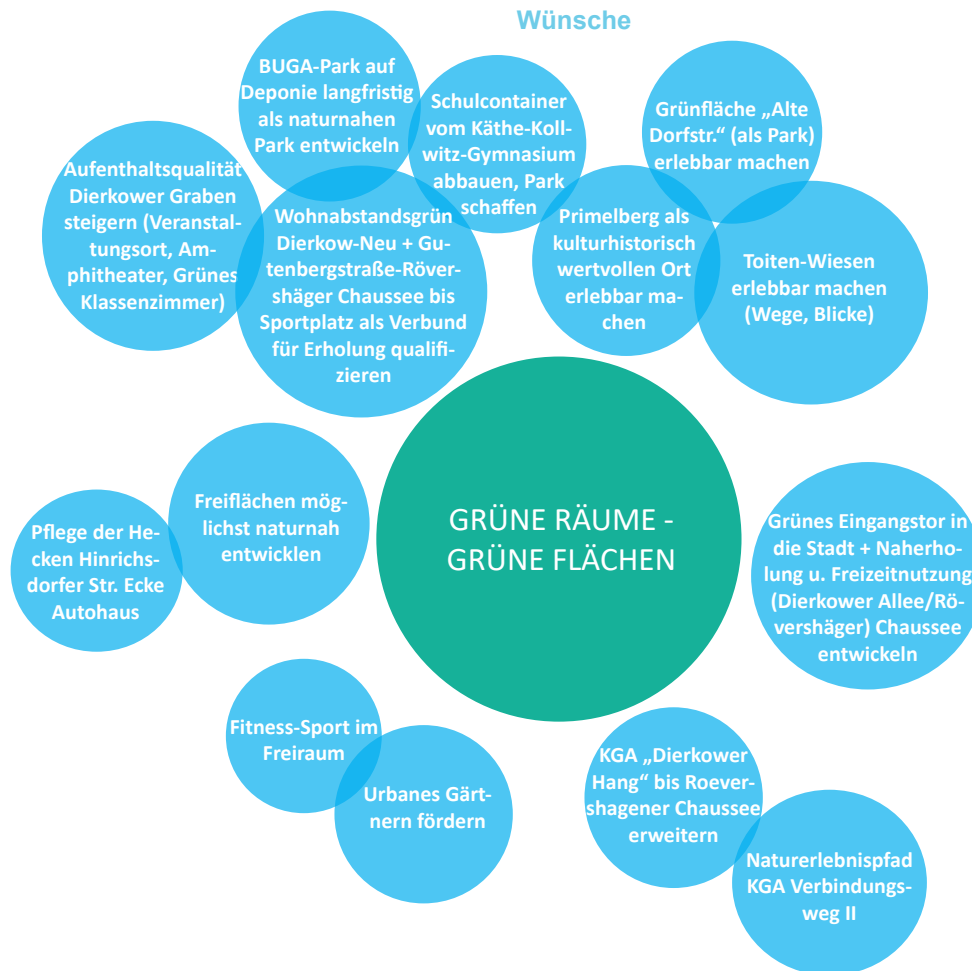 Wünsche
BUGA-Park auf
Deponie langfristig
als naturnahen
Park entwickeln
Schulcontainer
vom Käthe-Koll-
witz-Gymnasium
abbauen, Park
schaffen
Grünfläche „Alte
Dorfstr.“ (als Park)
erlebbar machen
Aufenthaltsqualität
Dierkower Graben
steigern (Veranstal-
tungsort, Am-
phitheater, Grünes
Klassenzimmer)
Wohnabstandsgrün
Dierkow-Neu + Gu-
tenbergstraße-Röver-
shäger Chaussee bis
Sportplatz als Verbund
für Erholung qualifi-
zieren
Primelberg als
kulturhistorisch
wertvollen Ort
erlebbar ma-
chen
Toiten-Wiesen
erlebbar machen
(Wege, Blicke)
Pflege der He-
cken Hinrichs-
dorfer Str. Ecke
Autohaus
Freiflächen mög-
lichst naturnah
entwicklen
GRÜNE RÄUME -
GRÜNE FLÄCHEN
Grünes Eingangstor in
die Stadt + Naherho-
lung u. Freizeitnutzung
(Dierkower Allee/Rö-
vershäger) Chaussee
entwickeln
Fitness-Sport im
Freiraum
Urbanes Gärt-
nern fördern
KGA „Dierkower
Hang“ bis Roever-
shagener Chaussee
erweitern
Naturerlebnispfad
KGA Verbindungs-
weg II